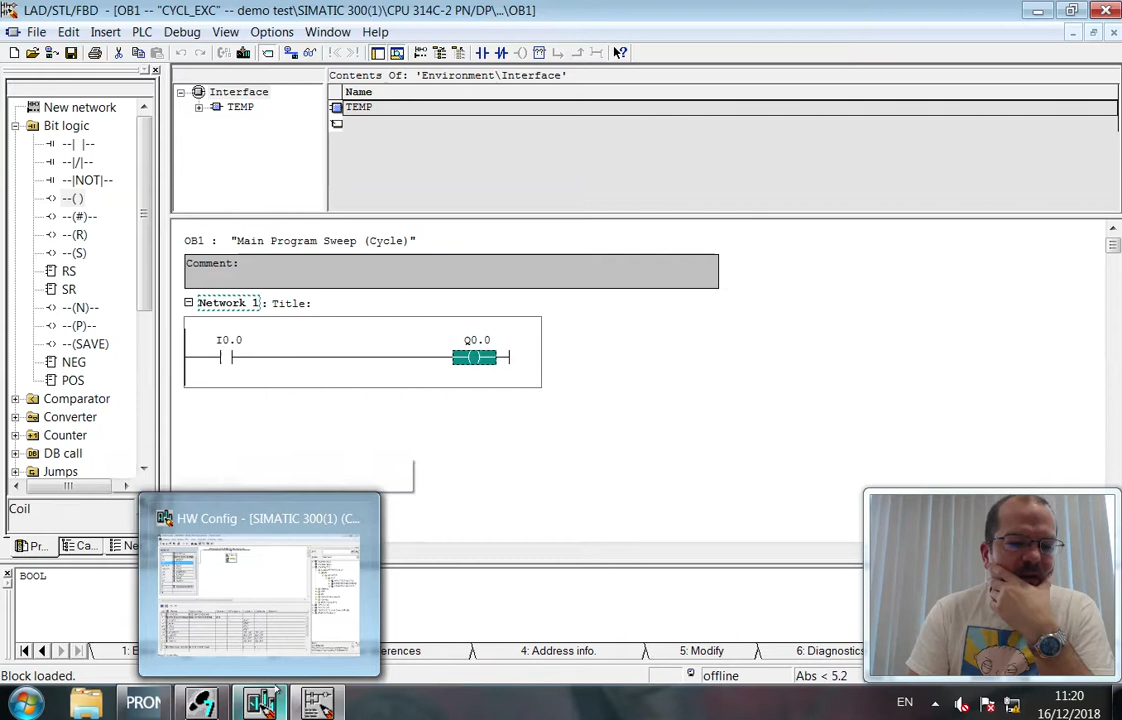 LAD/STL/FBD - [OB1 -- "CYCL_EXC" -- demo test\SIMATIC 300(1)\CPU 314C-2 PN/DP\...\OB1]
File Edit Insert PLC Debug View Options Window Help
Contents Of: 'Environment\Interface'
Interface
TEMP
Name
TEMP
New network
Bit logic
--| |--
--|/|--
--|NOT|--
--( )
--(#)--
--(R)
--(S)
RS
SR
--(N)--
--(P)--
--(SAVE)
NEG
POS
Comparator
Converter
Counter
DB call
Jumps
OB1 : "Main Program Sweep (Cycle)"
Comment:
Network 1: Title:
I0.0
Q0.0
Coil
Pr...
Ca...
BOOL
HW Config - [SIMATIC 300(1) (C...
4: Address info.
5: Modify
6: Diagnostics
Block loaded.
offline
Abs < 5.2
PRON
EN
11:20
16/12/2018